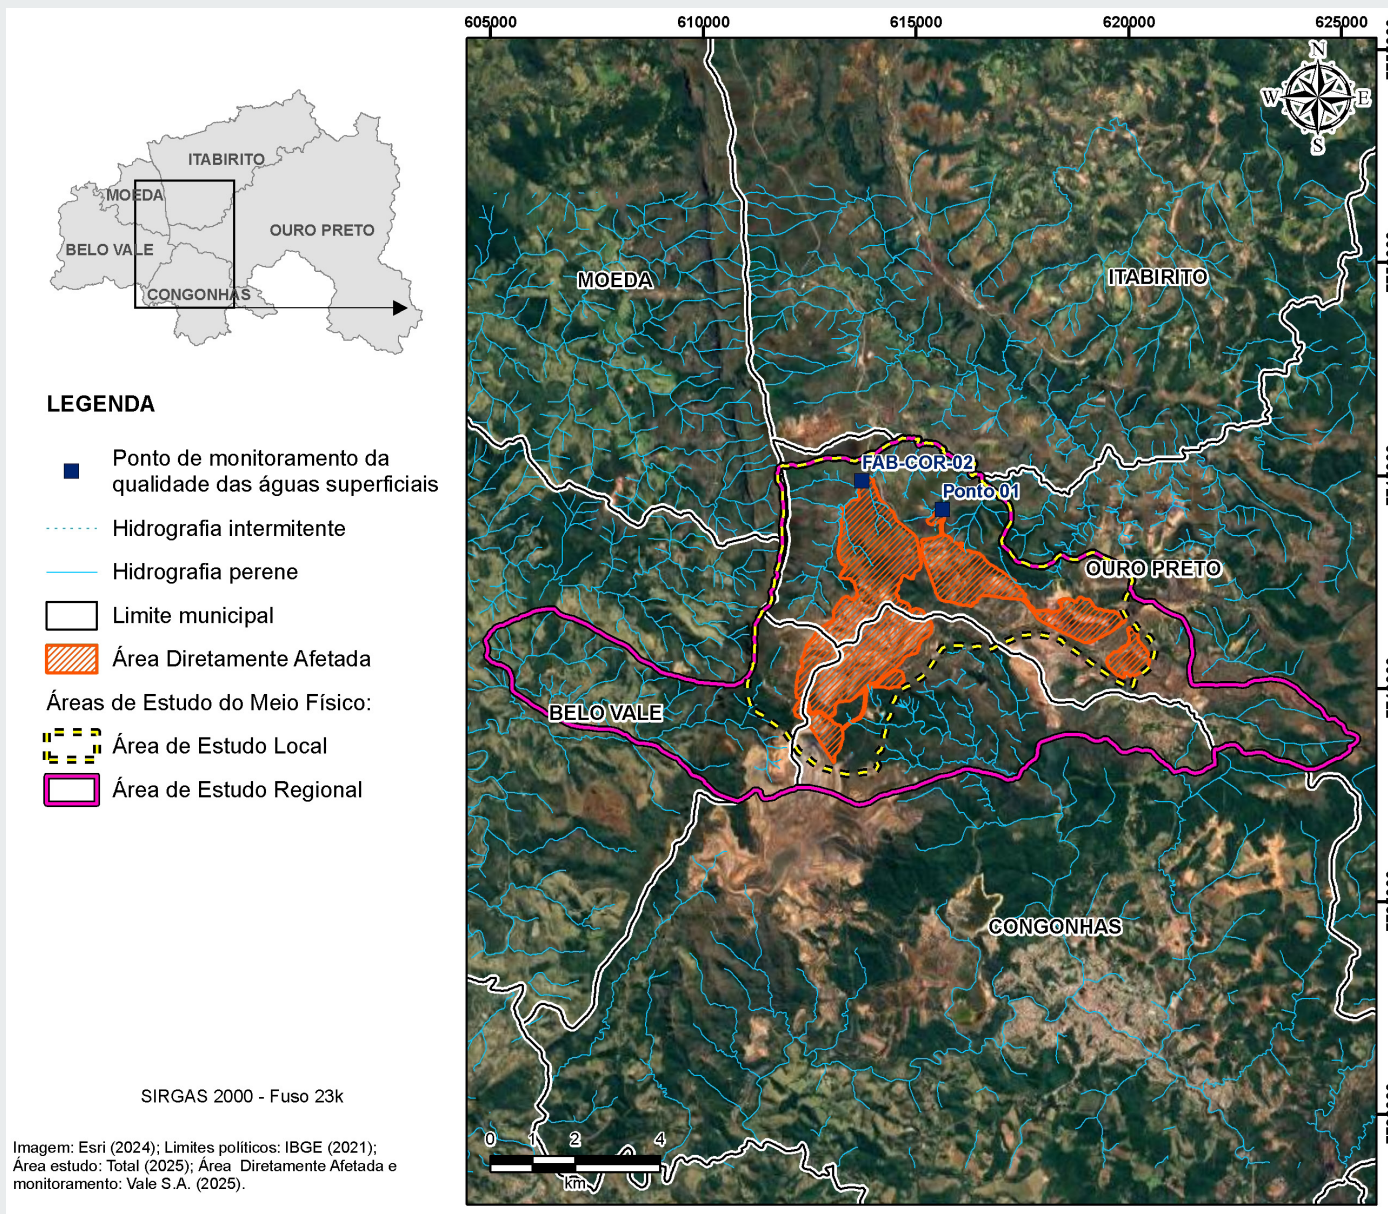 605000
610000
615000
620000
625000
N
W
E
S
ITABIRITO
MOEDA
OURO PRETO
BELO VALE
CONGONHAS
MOEDA
ITABIRITO
FAB-COR-02
Ponto 01
OURO PRETO
BELO VALE
CONGONHAS
LEGENDA
Ponto de monitoramento da
qualidade das águas superficiais
Hidrografia intermitente
Hidrografia perene
Limite municipal
Área Diretamente Afetada
Áreas de Estudo do Meio Físico:
Área de Estudo Local
Área de Estudo Regional
SIRGAS 2000 - Fuso 23k
0 1 2 4
km
Imagem: Esri (2024); Limites políticos: IBGE (2021);
Área estudo: Total (2025); Área Diretamente Afetada e
monitoramento: Vale S.A. (2025).